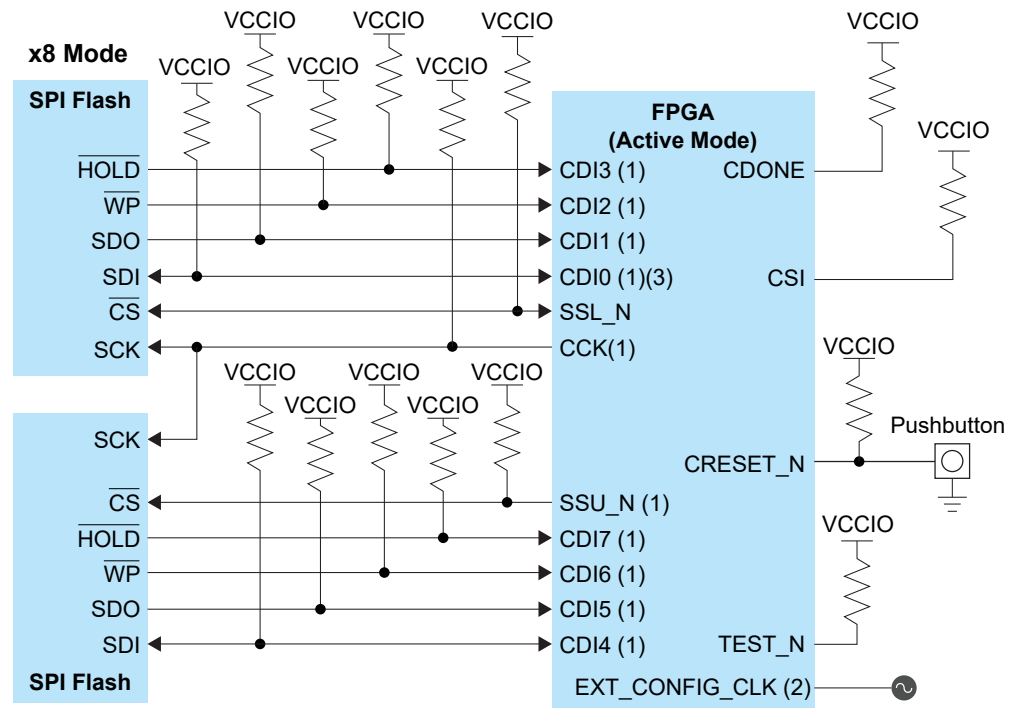 x8 Mode
VCCIO
VCCIO
VCCIO
VCCIO
VCCIO
VCCIO
VCCIO
VCCIO
VCCIO
SPI Flash
HOLD
WP
SDO
SDI
CS
SCK
FPGA
(Active Mode)
CDI3 (1)
CDI2 (1)
CDI1 (1)
CDI0 (1)(3)
SSL_N
CCK(1)
CDONE
CSI
VCCIO
VCCIO
VCCIO
VCCIO
VCCIO
VCCIO
Pushbutton
SCK
CS
HOLD
WP
SDO
SDI
SPI Flash
CRESET_N
SSU_N (1)
CDI7 (1)
CDI6 (1)
CDI5 (1)
CDI4 (1)
VCCIO
TEST_N
EXT_CONFIG_CLK (2)